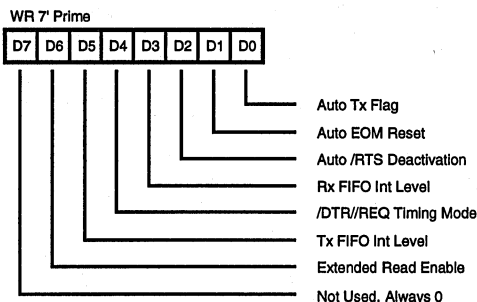 WR 7' Prime
D7 D6 D5 D4 D3 D2 D1 D0
Auto Tx Flag
Auto EOM Reset
Auto /RTS Deactivation
Rx FIFO Int Level
/DTR//REQ Timing Mode
Tx FIFO Int Level
Extended Read Enable
Not Used. Always 0